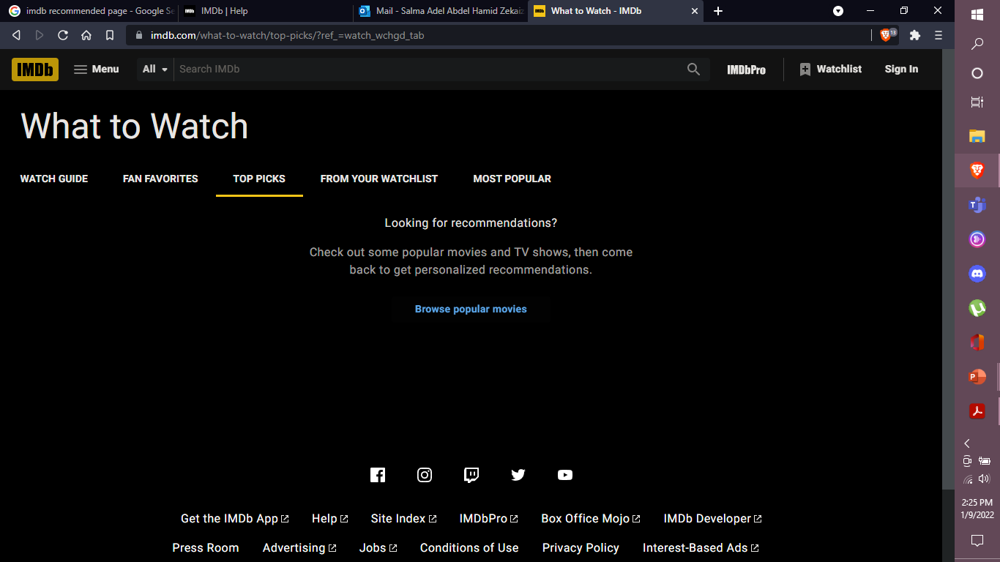 imdb recommended page - Google Se
IMDb | Help
Mail - Salma Adel Abdel Hamid Zekaiz
What to Watch - IMDb
imdb.com/what-to-watch/top-picks/?ref_=watch_wchgd_tab
13
IMDb
Menu
All
Search IMDb
IMDbPro
Watchlist
Sign In
What to Watch
WATCH GUIDE
FAN FAVORITES
TOP PICKS
FROM YOUR WATCHLIST
MOST POPULAR
Looking for recommendations?
Check out some popular movies and TV shows, then come
back to get personalized recommendations.
Browse popular movies
Get the IMDb App
Help
Site Index
IMDbPro
Box Office Mojo
IMDb Developer
Press Room
Advertising
Jobs
Conditions of Use
Privacy Policy
Interest-Based Ads
2:25 PM
1/9/2022